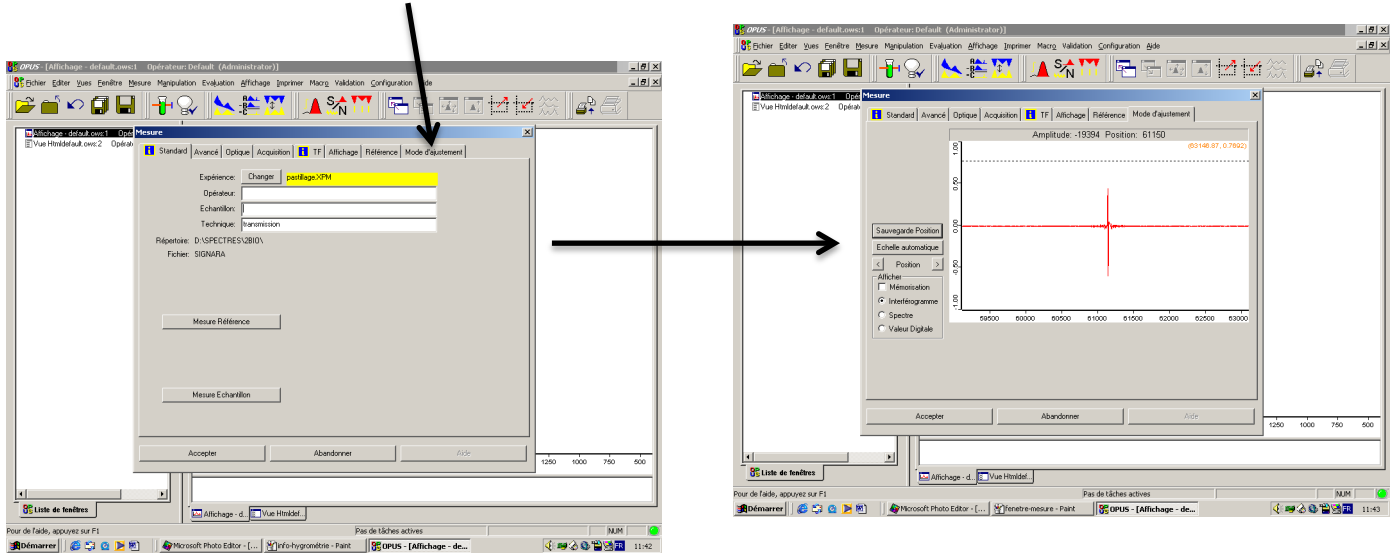 OPUS - [Affichage - default.ows:1 Opérateur: Default (Administrator)]
Fichier Editer Vues Fenêtre Mesure Manipulation Evaluation Affichage Imprimer Macro Validation Configuration Aide
Affichage - default.ows:1 Opér
Vue Htmldefault.ows:2 Opérate
Mesure
Standard Avancé Optique Acquisition TF Affichage Référence Mode d'ajustement
Expérience: Changer pastillage.XPM
Opérateur:
Echantillon:
Technique: transmission
Répertoire: D:\SPECTRES\2BIO\
Fichier: SIGNARA
Mesure Référence
Mesure Echantillon
Accepter Abandonner Aide
1250 1000 750 500
Liste de fenêtres
Affichage - d... Vue Htmldef...
Pour de l'aide, appuyez sur F1 Pas de tâches actives NUM
Démarrer Microsoft Photo Editor - [... info-hygrométrie - Paint OPUS - [Affichage - de... FR 11:42
OPUS - [Affichage - default.ows:1 Opérateur: Default (Administrator)]
Fichier Editer Vues Fenêtre Mesure Manipulation Evaluation Affichage Imprimer Macro Validation Configuration Aide
Affichage - default.ows:1 Opér
Vue Htmldefault.ows:2 Opérat
Mesure
Standard Avancé Optique Acquisition TF Affichage Référence Mode d'ajustement
Amplitude: -19394 Position: 61150
(63148.87, 0.7692)
1.00
0.50
0.00
-0.50
-1.00
59500 60000 60500 61000 61500 62000 62500 63000
Sauvegarde Position
Echelle automatique
< Position >
Afficher
Mémorisation
Interférogramme
Spectre
Valeur Digitale
Accepter Abandonner Aide
1250 1000 750 500
Liste de fenêtres
Affichage - d... Vue Htmldef...
Pour de l'aide, appuyez sur F1 Pas de tâches actives NUM
Démarrer Microsoft Photo Editor - [... fenetre-mesure - Paint OPUS - [Affichage - de... FR 11:43